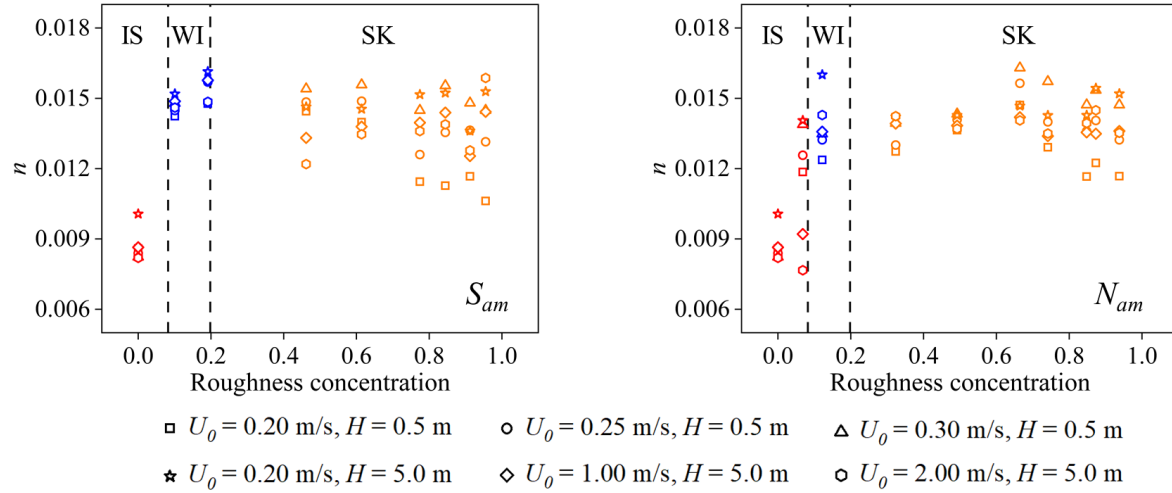 0.018
0.015
0.012
0.009
0.006
n
IS
WI
SK
S_am
0.0 0.2 0.4 0.6 0.8 1.0
Roughness concentration
0.018
0.015
0.012
0.009
0.006
n
IS
WI
SK
N_am
0.0 0.2 0.4 0.6 0.8 1.0
Roughness concentration
U_0 = 0.20 m/s, H = 0.5 m
U_0 = 0.25 m/s, H = 0.5 m
U_0 = 0.30 m/s, H = 0.5 m
U_0 = 0.20 m/s, H = 5.0 m
U_0 = 1.00 m/s, H = 5.0 m
U_0 = 2.00 m/s, H = 5.0 m